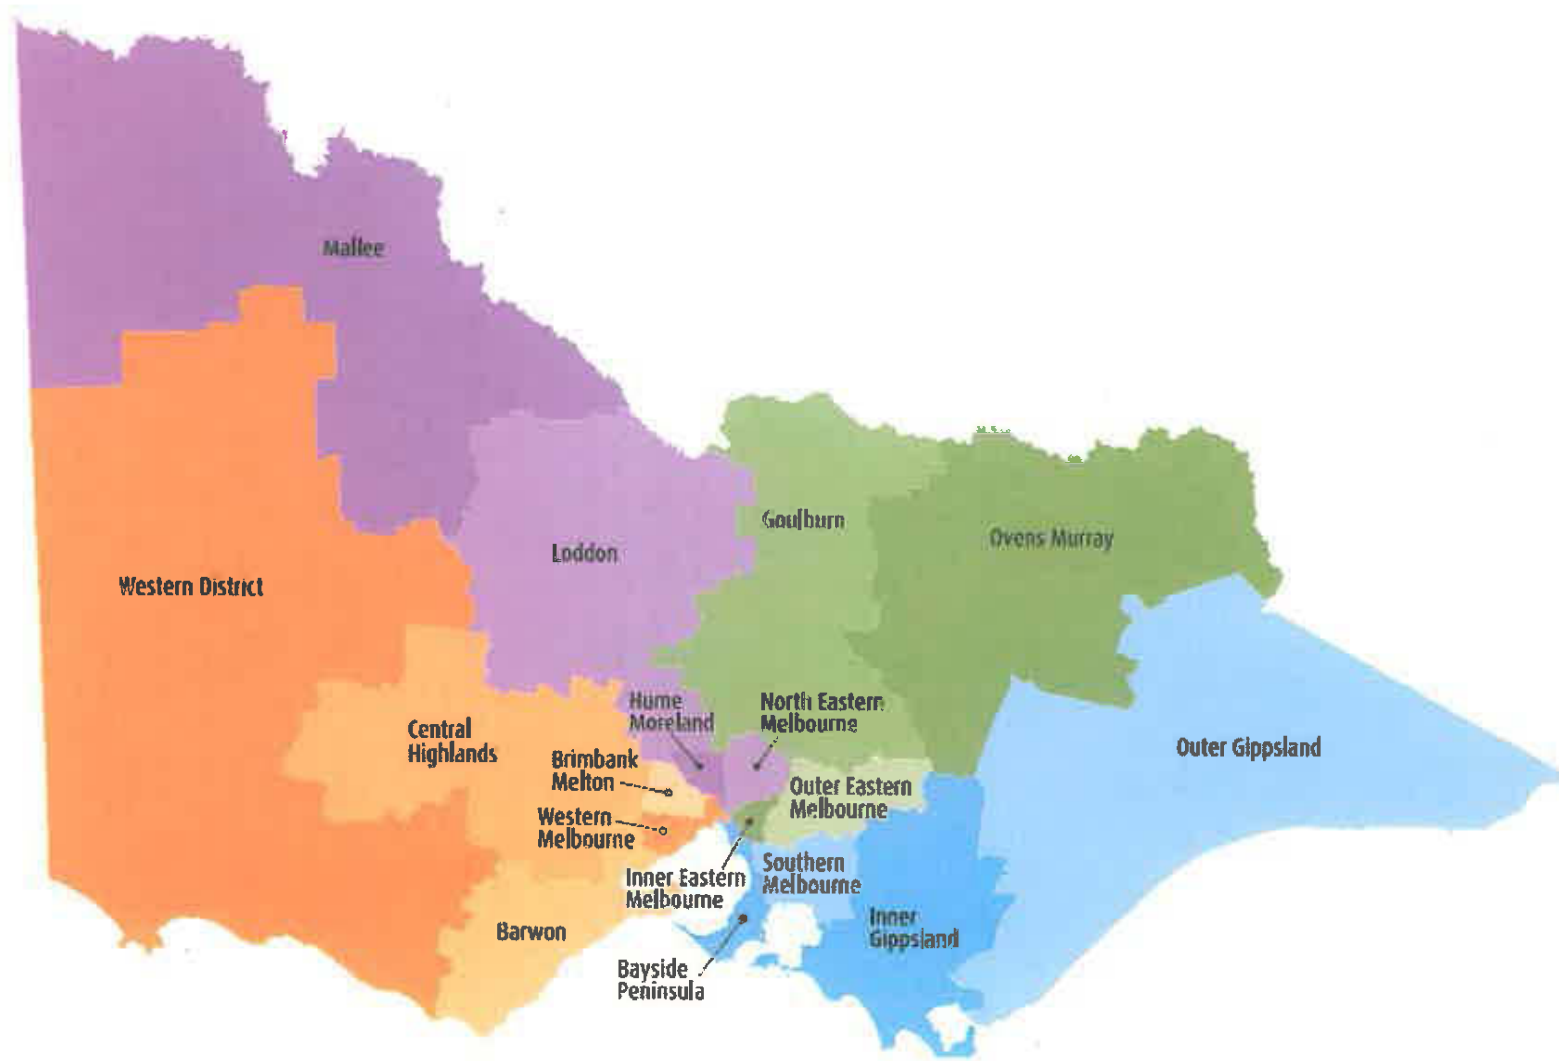 Mallee
Goulburn
Ovens Murray
Loddon
Western District
Hume
Moreland
North Eastern
Melbourne
Central
Highlands
Outer Gippsland
Brimbank
Melton
Outer Eastern
Melbourne
Western
Melbourne
Southern
Melbourne
Inner Eastern
Melbourne
Inner
Gippsland
Barwon
Bayside
Peninsula